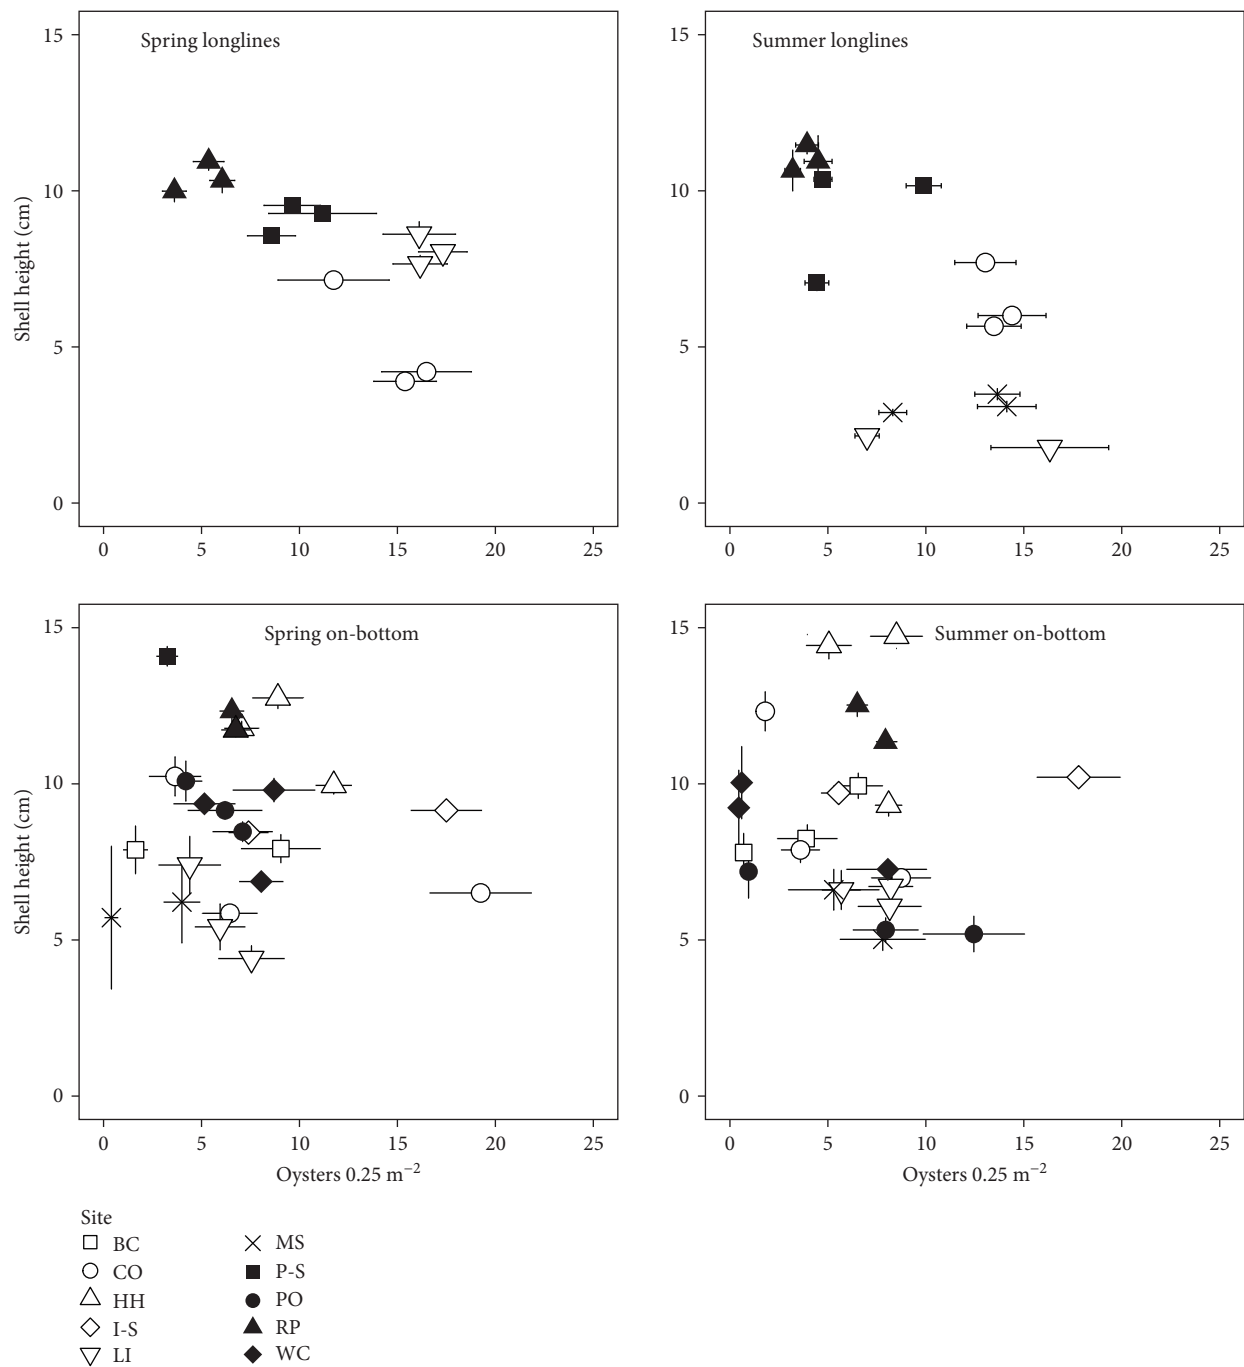 Spring longlines
Summer longlines
Shell height (cm)
15
10
5
0
0 5 10 15 20 25
15
10
5
0
0 5 10 15 20 25
Spring on-bottom
Summer on-bottom
Shell height (cm)
15
10
5
0
0 5 10 15 20 25
Oysters 0.25 m⁻²
15
10
5
0
0 5 10 15 20 25
Oysters 0.25 m⁻²
Site
BC
CO
HH
I-S
LI
MS
P-S
PO
RP
WC